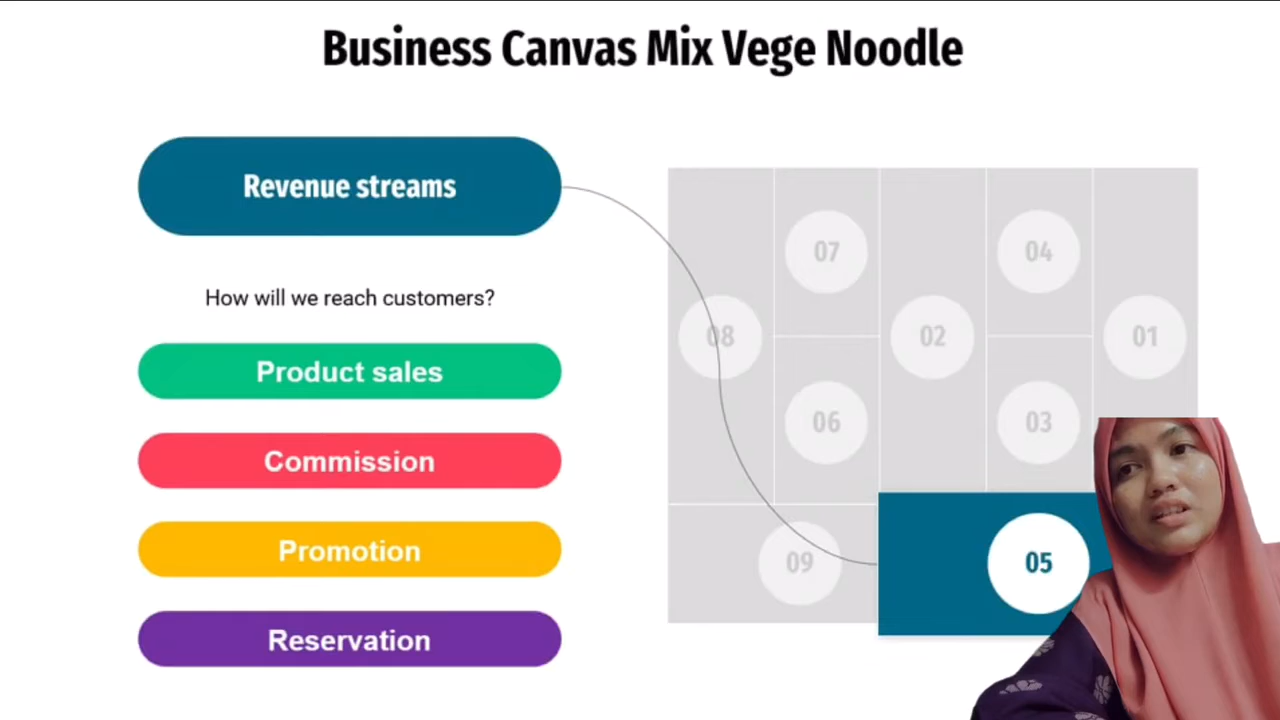 Business Canvas Mix Vege Noodle
Revenue streams
How will we reach customers?
Product sales
Commission
Promotion
Reservation
07
04
08
02
01
06
03
09
05